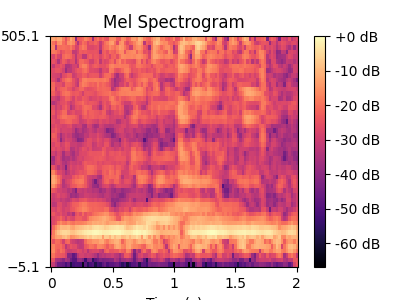 Mel Spectrogram
505.1
−5.1
0
0.5
1
1.5
2
+0 dB
-10 dB
-20 dB
-30 dB
-40 dB
-50 dB
-60 dB